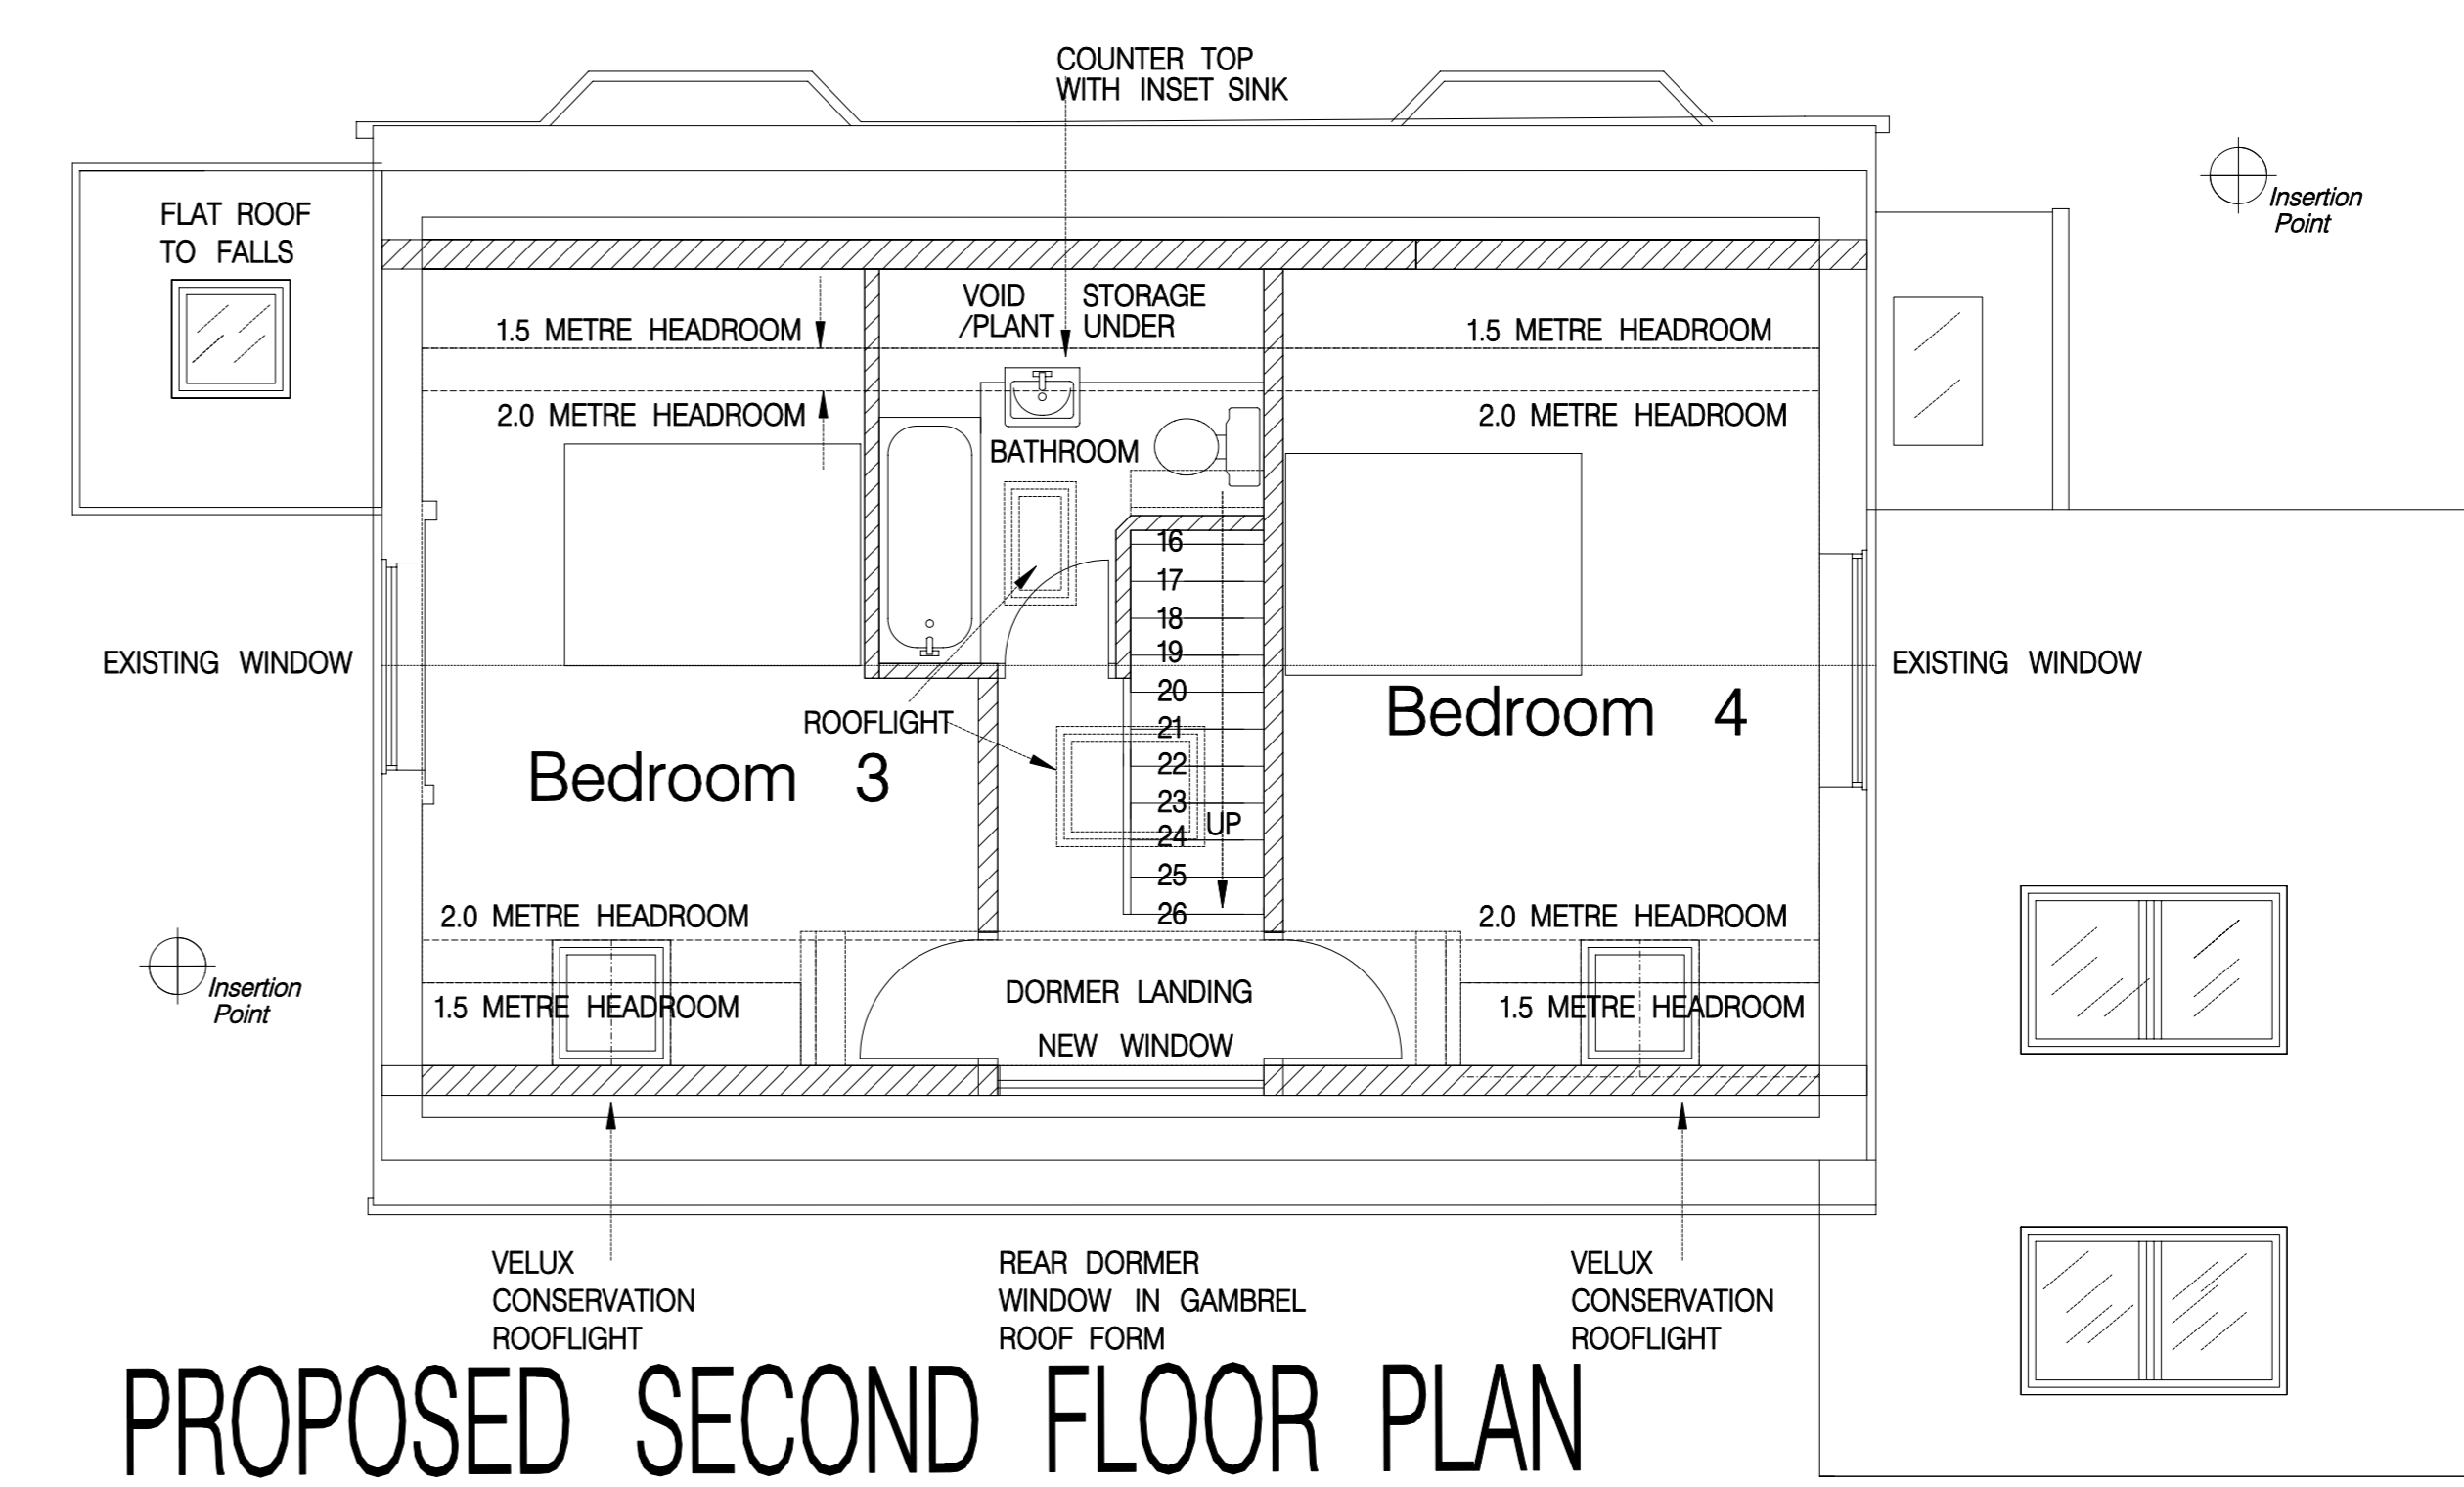 COUNTER TOP
WITH INSET SINK
FLAT ROOF
TO FALLS
Insertion
Point
VOID
/PLANT
STORAGE
UNDER
1.5 METRE HEADROOM
1.5 METRE HEADROOM
2.0 METRE HEADROOM
2.0 METRE HEADROOM
BATHROOM
16
17
18
19
20
21
22
23
24
25
26
UP
EXISTING WINDOW
EXISTING WINDOW
ROOFLIGHT
Bedroom 3
Bedroom 4
2.0 METRE HEADROOM
2.0 METRE HEADROOM
Insertion
Point
1.5 METRE HEADROOM
DORMER LANDING
1.5 METRE HEADROOM
NEW WINDOW
VELUX
CONSERVATION
ROOFLIGHT
REAR DORMER
WINDOW IN GAMBREL
ROOF FORM
VELUX
CONSERVATION
ROOFLIGHT
PROPOSED SECOND FLOOR PLAN